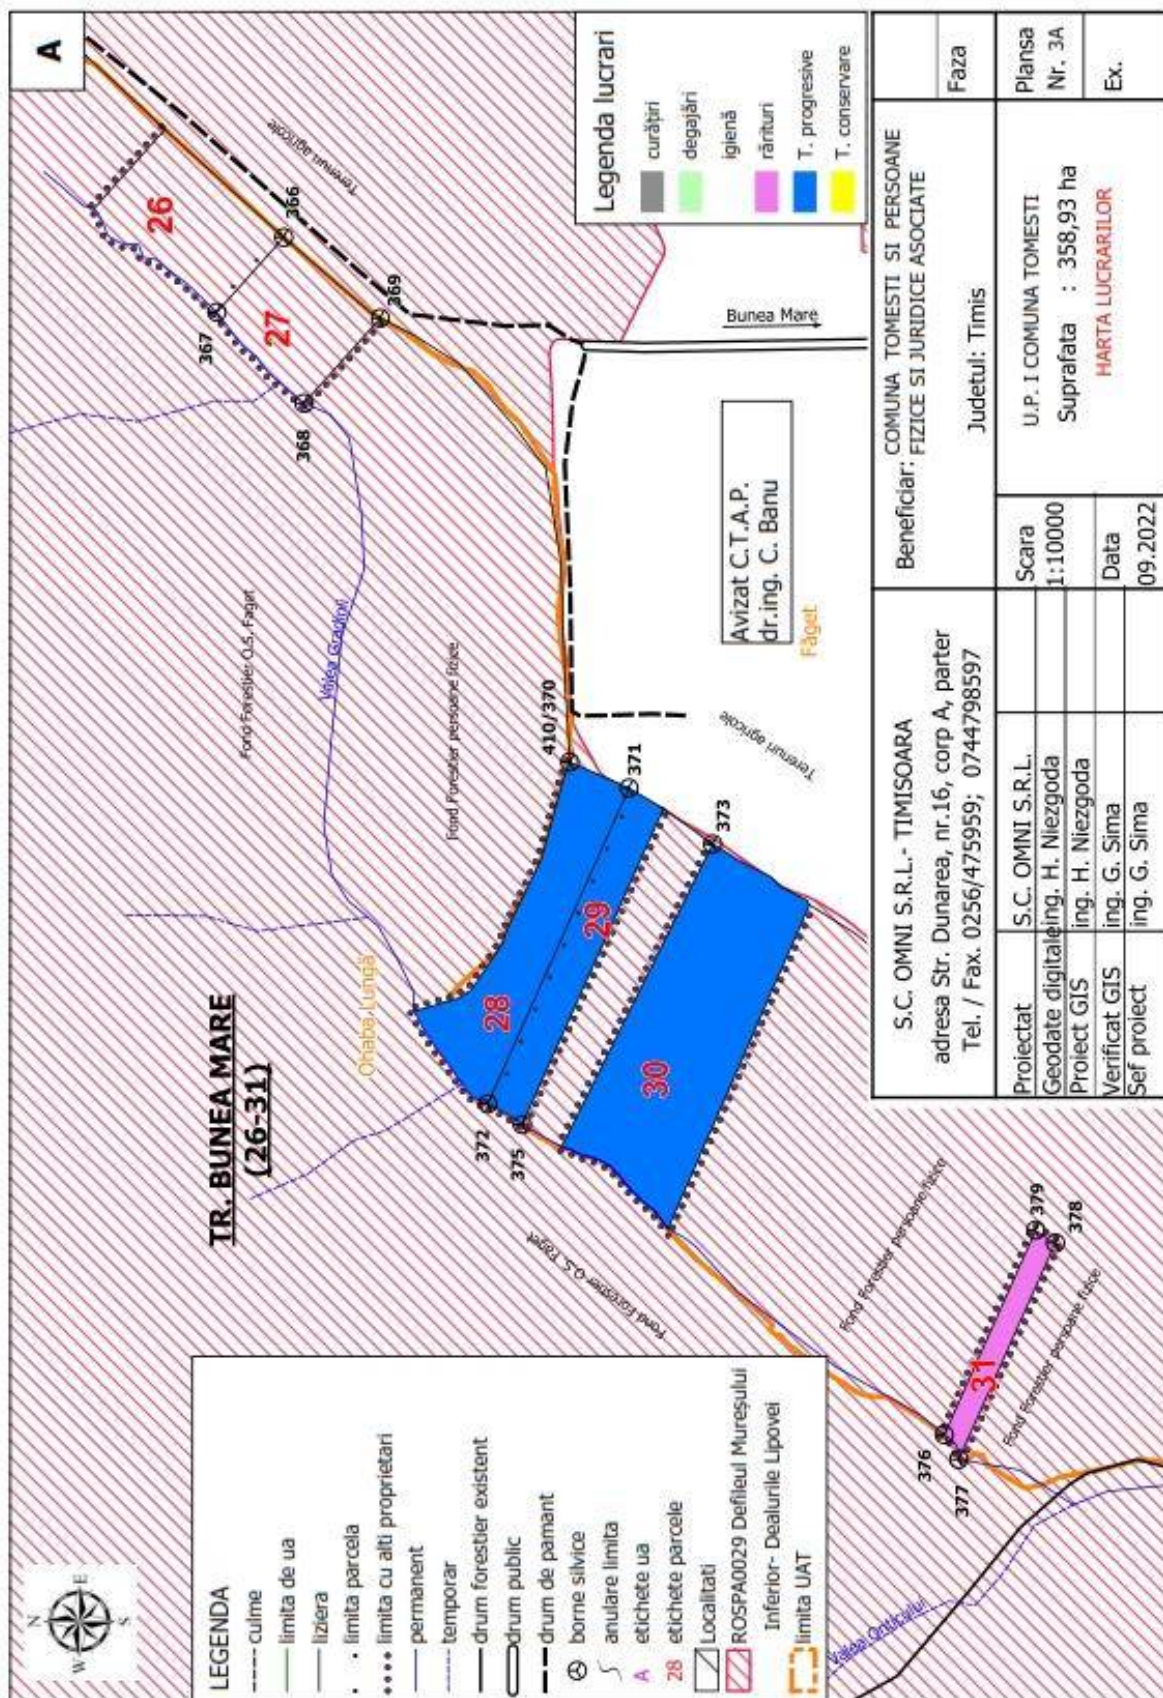 A
TR. BUNEA MARE
(26-31)
N
E
S
W
Ohaba Lungă
Fond Forestier O.S. Faget
Valea Gradinii
Fond Forestier persoane fizice
Terenuri agricole
26
27
366
367
368
369
410/370
371
372
373
375
28
29
30
31
376
377
378
379
Bunea Mare
Terenuri agricole
Făget
Avizat C.T.A.P.
dr.ing. C. Banu
Fond Forestier O.S. Faget
Fond Forestier persoane fizice
Fond Forestier persoane fizice
Valea Onticului
Legenda lucrari
curățiri
degajări
igienă
rărituri
T. progresive
T. conservare
LEGENDA
culme
limita de ua
liziera
limita parcela
limita cu alti proprietari
permanent
temporar
drum forestier existent
drum public
drum de pamant
borne silvice
anulare limita
A etichete ua
28 etichete parcele
Localitati
ROSPA0029 Defileul Mureșului
Inferior- Dealurile Lipovei
limita UAT
S.C. OMNI S.R.L.- TIMISOARA
adresa Str. Dunarea, nr.16, corp A, parter
Tel. / Fax. 0256/475959; 0744798597
Beneficiar: COMUNA TOMESTI SI PERSOANE
FIZICE SI JURIDICE ASOCIATE
Judetul: Timis
Faza
Proiectat S.C. OMNI S.R.L.
Geodate digitale ing. H. Niezgoda
Proiect GIS ing. H. Niezgoda
Verificat GIS ing. G. Sima
Sef proiect ing. G. Sima
Scara
1:10000
Data
09.2022
U.P. I COMUNA TOMESTI
Suprafata : 358,93 ha
HARTA LUCRARILOR
Plansa
Nr. 3A
Ex.